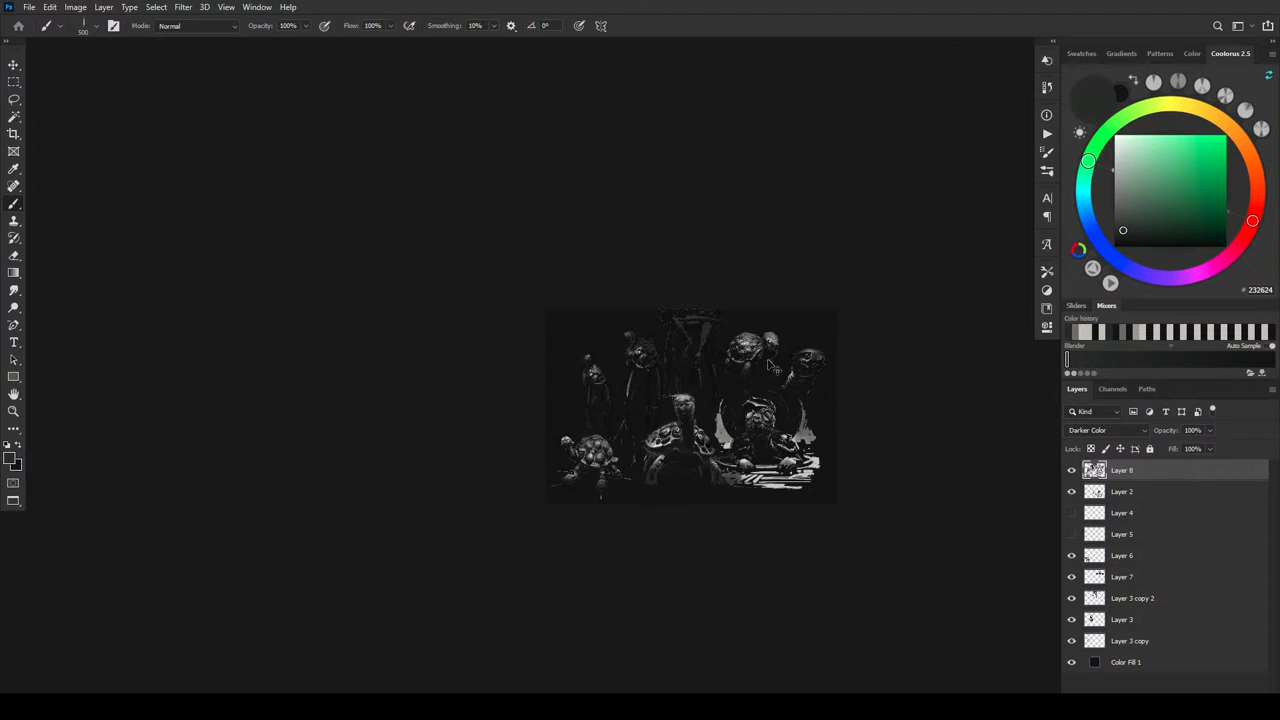 Ps File Edit Image Layer Type Select Filter 3D View Window Help
500 Mode: Normal Opacity: 100% Flow: 100% Smoothing: 10% 0°
Swatches Gradients Patterns Color Coolorus 2.5
# 232624
Sliders Mixers
Color history
Blender Auto Sample
Layers Channels Paths
Kind
Darker Color Opacity: 100%
Lock: Fill: 100%
Layer 8
Layer 2
Layer 4
Layer 5
Layer 6
Layer 7
Layer 3 copy 2
Layer 3
Layer 3 copy
Color Fill 1